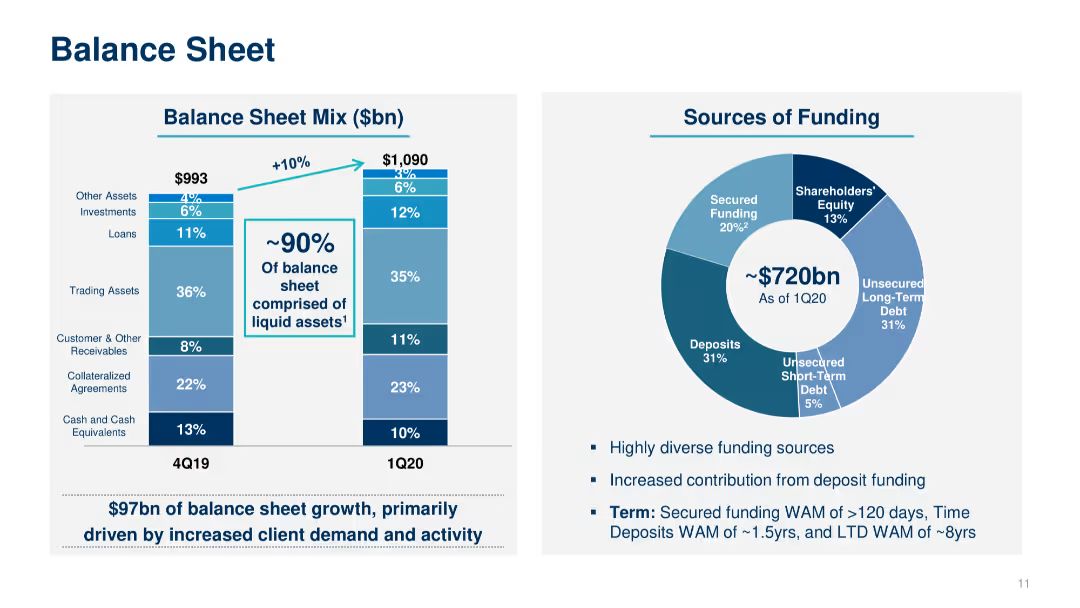 Balance Sheet
Balance Sheet Mix ($bn)
$993
+10%
$1,090
Other Assets
4%
3%
Investments
6%
6%
Loans
11%
12%
Trading Assets
36%
35%
Customer & Other
Receivables
8%
11%
Collateralized
Agreements
22%
23%
Cash and Cash
Equivalents
13%
10%
~90%
Of balance
sheet
comprised of
liquid assets¹
4Q19
1Q20
$97bn of balance sheet growth, primarily
driven by increased client demand and activity
Sources of Funding
Shareholders'
Equity
13%
Unsecured
Long-Term
Debt
31%
Unsecured
Short-Term
Debt
5%
Deposits
31%
Secured
Funding
20%²
~$720bn
As of 1Q20
▪ Highly diverse funding sources
▪ Increased contribution from deposit funding
▪ Term: Secured funding WAM of >120 days, Time
Deposits WAM of ~1.5yrs, and LTD WAM of ~8yrs
11